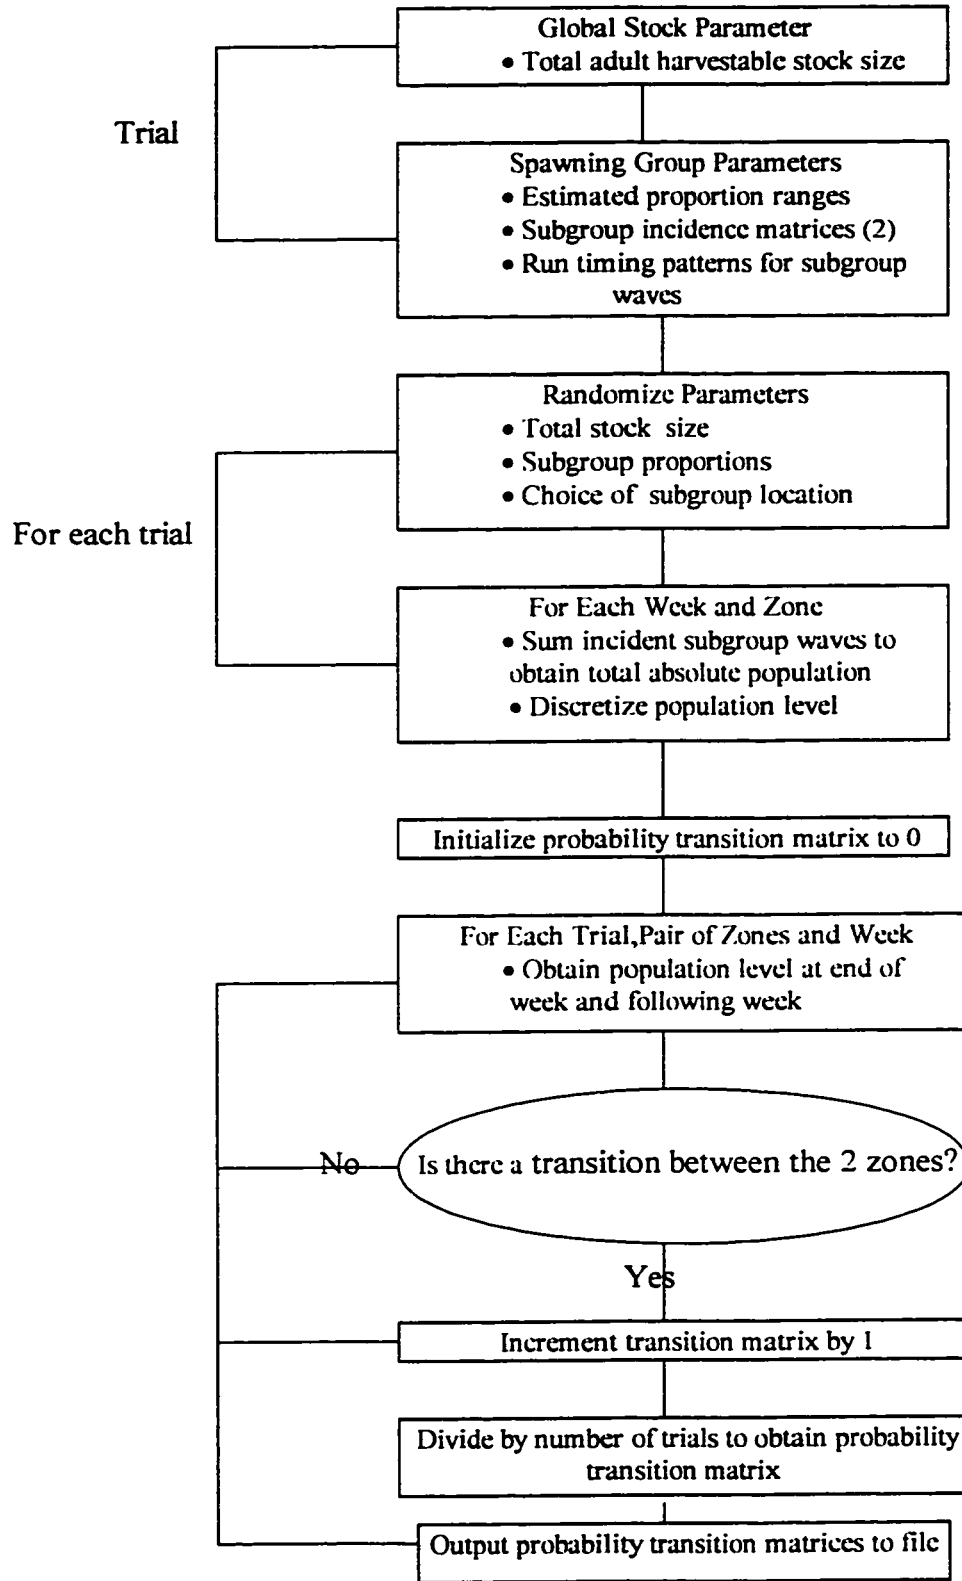 Global Stock Parameter
• Total adult harvestable stock size
Trial
Spawning Group Parameters
• Estimated proportion ranges
• Subgroup incidence matrices (2)
• Run timing patterns for subgroup
waves
Randomize Parameters
• Total stock size
• Subgroup proportions
• Choice of subgroup location
For each trial
For Each Week and Zone
• Sum incident subgroup waves to
obtain total absolute population
• Discretize population level
Initialize probability transition matrix to 0
For Each Trial,Pair of Zones and Week
• Obtain population level at end of
week and following week
No
Is there a transition between the 2 zones?
Yes
Increment transition matrix by 1
Divide by number of trials to obtain probability
transition matrix
Output probability transition matrices to file